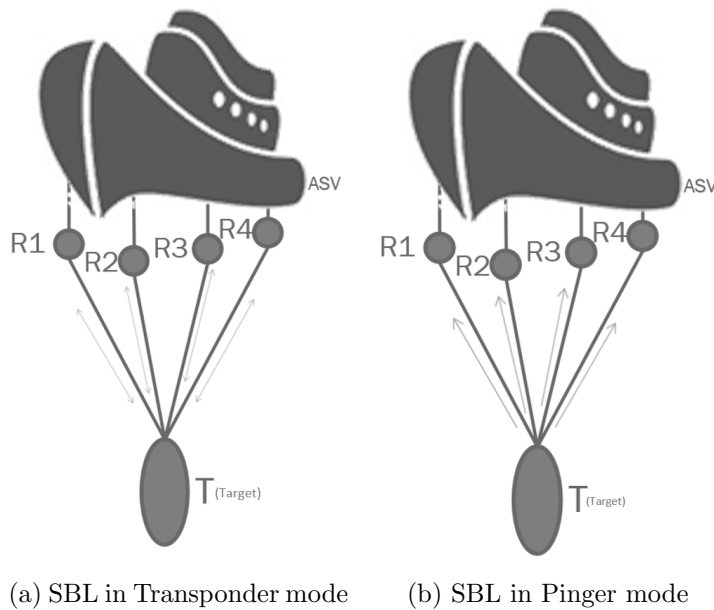 ASV
R1
R2
R3
R4
T(Target)
(a) SBL in Transponder mode
ASV
R1
R2
R3
R4
T(Target)
(b) SBL in Pinger mode